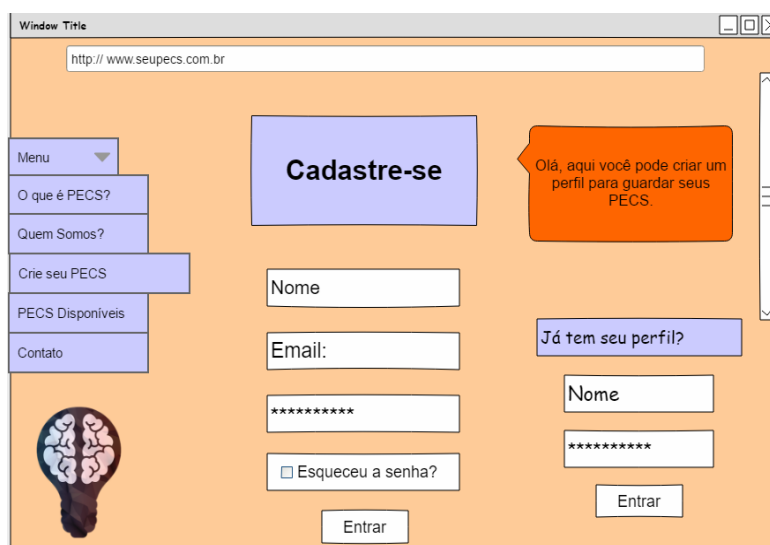 Window Title
http:// www.seupecs.com.br
Menu
O que é PECS?
Quem Somos?
Crie seu PECS
PECS Disponíveis
Contato
Cadastre-se
Olá, aqui você pode criar um
perfil para guardar seus
PECS.
Nome
Email:
**********
Esqueceu a senha?
Entrar
Já tem seu perfil?
Nome
**********
Entrar